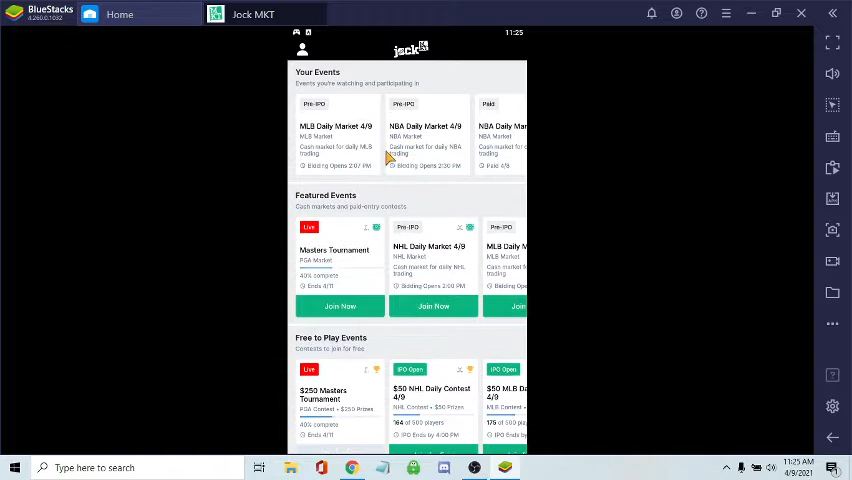 BlueStacks
4.260.0.1032
Home
Jock MKT
11:25
jock MKT
Your Events
Events you're watching and participating in
Pre-IPO
MLB Daily Market 4/9
MLB Market
Cash market for daily MLB
trading
Bidding Opens 2:07 PM
Pre-IPO
NBA Daily Market 4/9
NBA Market
Cash market for daily NBA
trading
Bidding Opens 2:30 PM
Paid
NBA Daily Mar
NBA Market
Cash market for
trading
Paid 4/8
Featured Events
Cash markets and paid-entry contests
Live
Masters Tournament
PGA Market
40% complete
Ends 4/11
Join Now
Pre-IPO
NHL Daily Market 4/9
NHL Market
Cash market for daily NHL
trading
Bidding Opens 2:00 PM
Join Now
Pre-IPO
MLB Daily M
MLB Market
Cash market fo
trading
Bidding Ope
Join
Free to Play Events
Contests to join for free
Live
$250 Masters
Tournament
PGA Contest • $250 Prizes
40% complete
Ends 4/11
IPO Open
$50 NHL Daily Contest
4/9
NHL Contest • $50 Prizes
164 of 500 players
IPO Ends by 4:00 PM
IPO Open
$50 MLB Da
4/9
MLB Contest •
175 of 500 pl
IPO Ends by
Type here to search
11:25 AM
4/9/2021